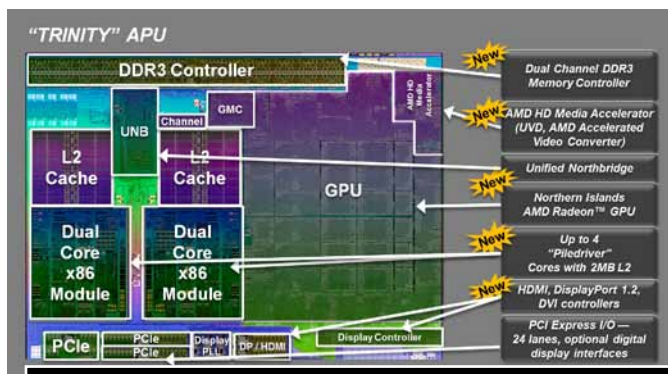 “TRINITY” APU
DDR3 Controller
AMD HD
Media
Accelerator
UNB
Channel
GMC
L2
Cache
L2
Cache
GPU
Dual
Core
x86
Module
Dual
Core
x86
Module
PCIe
PCIe
PCIe
Display
PLL
DP / HDMI
Display Controller
New
Dual Channel DDR3
Memory Controller
New
AMD HD Media Accelerator
(UVD, AMD Accelerated
Video Converter)
Unified Northbridge
New
Northern Islands
AMD Radeon™ GPU
New
Up to 4
“Piledriver”
Cores with 2MB L2
New
HDMI, DisplayPort 1.2,
DVI controllers
PCI Express I/O —
24 lanes, optional digital
display interfaces